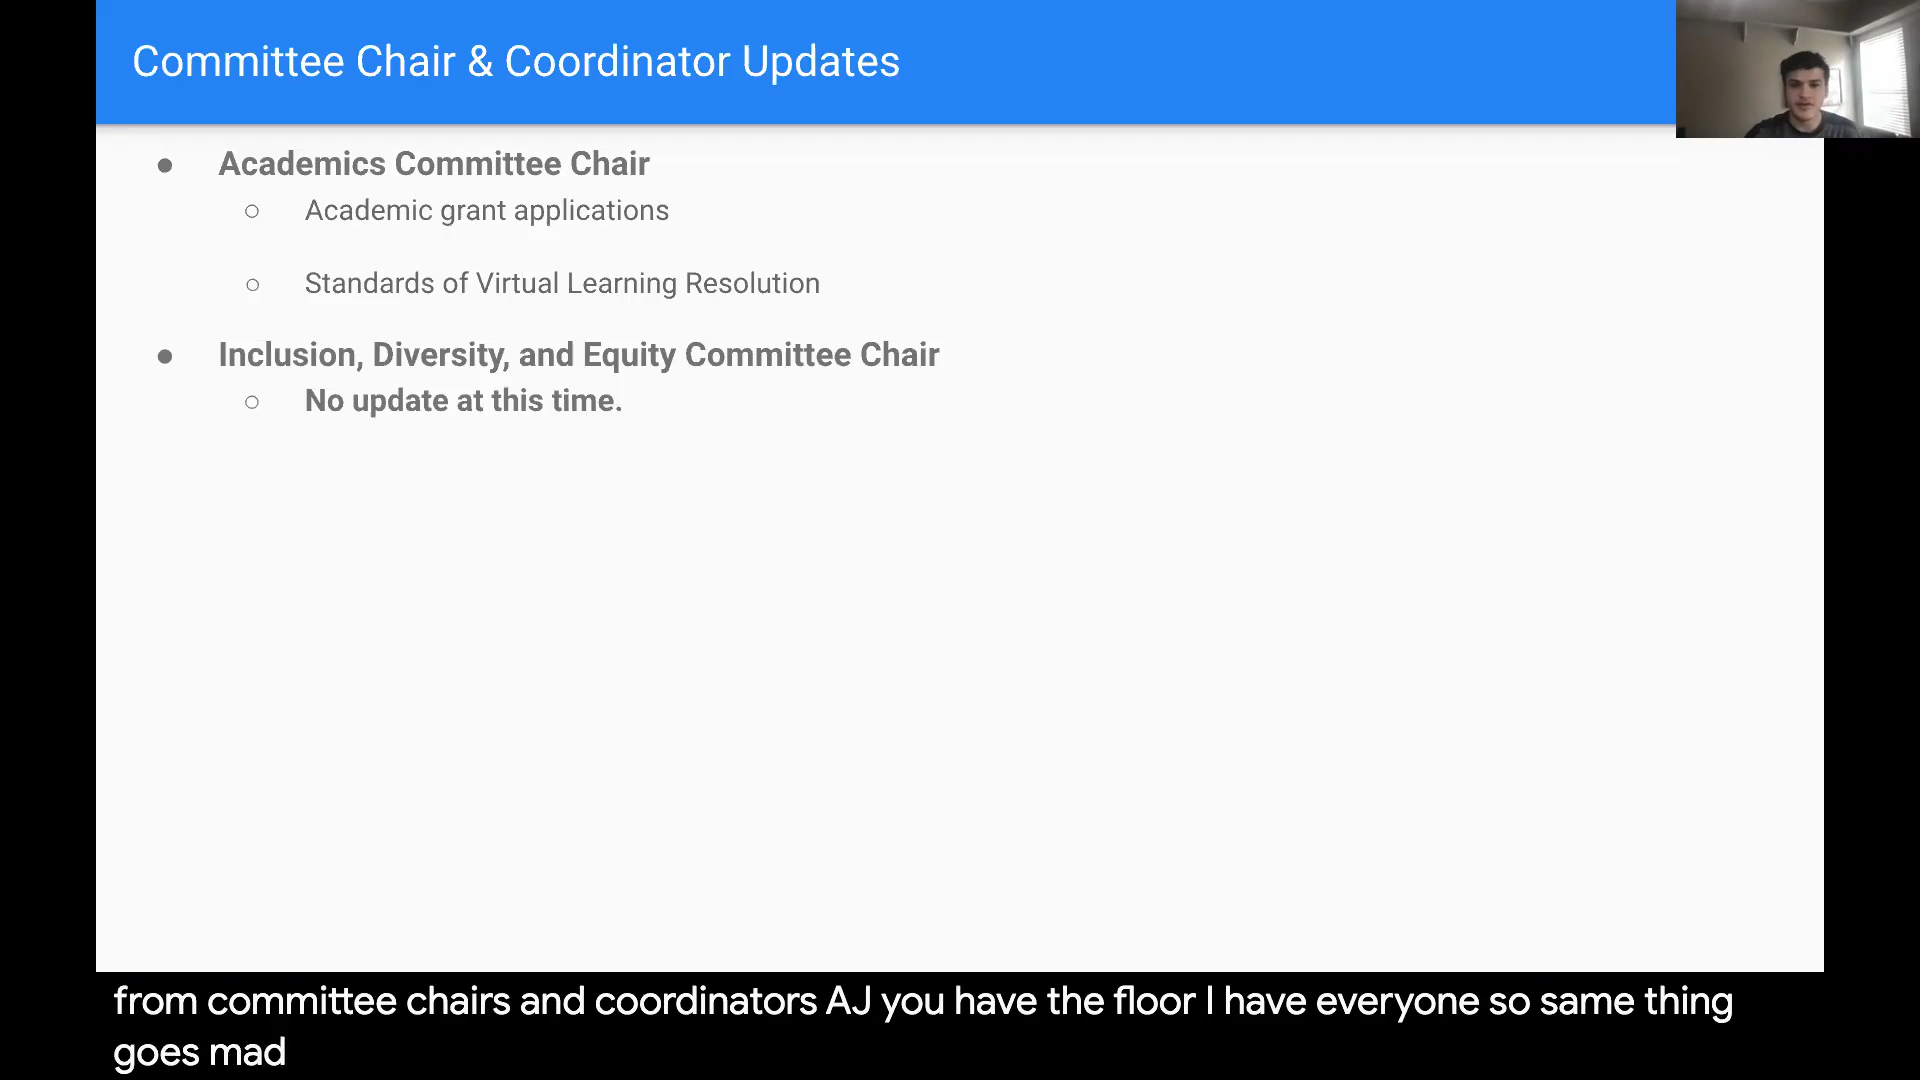 Committee Chair & Coordinator Updates
● Academics Committee Chair
○ Academic grant applications
○ Standards of Virtual Learning Resolution
● Inclusion, Diversity, and Equity Committee Chair
○ No update at this time.
from committee chairs and coordinators AJ you have the floor I have everyone so same thing
goes mad